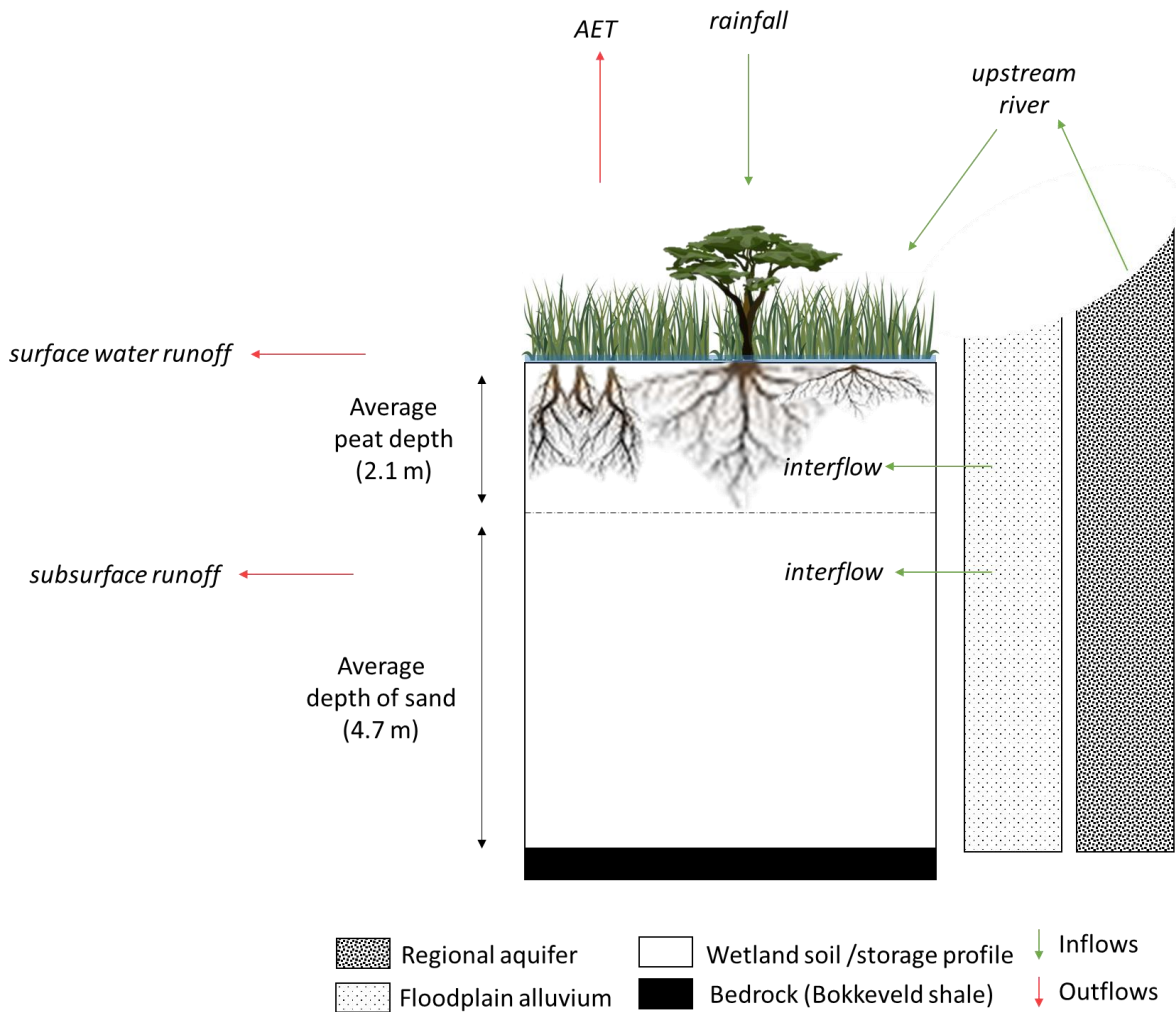 AET
rainfall
upstream
river
surface water runoff
Average
peat depth
(2.1 m)
interflow
subsurface runoff
interflow
Average
depth of sand
(4.7 m)
Regional aquifer
Wetland soil /storage profile
Inflows
Floodplain alluvium
Bedrock (Bokkeveld shale)
Outflows